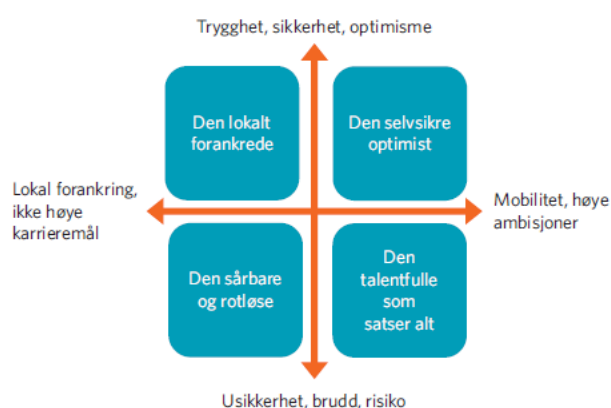 Trygghet, sikkerhet, optimisme
Den lokalt
forankrede
Den selvsikre
optimist
Lokal forankring,
ikke høye
karrieremål
Mobilitet, høye
ambisjoner
Den sårbare
og rotløse
Den
talentfulle
som
satser alt
Usikkerhet, brudd, risiko